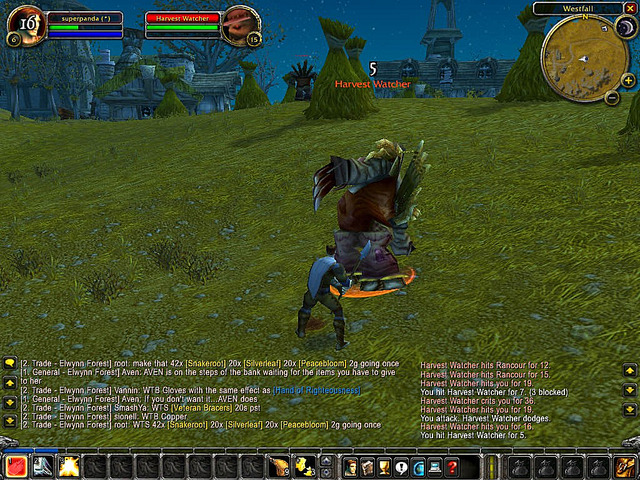 16
superpanda (*)
6
Harvest Watcher
15
Westfall
N
5
Harvest Watcher
[2. Trade - Elwynn Forest] root: make that 42x [Snakeroot] 20x [Silverleaf] 20x [Peacebloom] 2g going once
[1. General - Elwynn Forest] Aven: AVEN is on the steps of the bank waiting for the items you have to give
to her
[2. Trade - Elwynn Forest] Vannin: WTB Gloves with the same effect as [Hand of Righteousness]
[1. General - Elwynn Forest] Aven: If you don't want it...AVEN does
[2. Trade - Elwynn Forest] SmashYa: WTS [Veteran Bracers] 20s pst
[2. Trade - Elwynn Forest] sionell: WTB Copper
[2. Trade - Elwynn Forest] root: WTS 42x [Snakeroot] 20x [Silverleaf] 20x [Peacebloom] 2g going once
Harvest Watcher hits Rancour for 12.
Harvest Watcher hits Rancour for 15.
Harvest Watcher hits you for 19.
You hit Harvest Watcher for 7. (3 blocked)
Harvest Watcher crits you for 36.
Harvest Watcher hits you for 19.
You attack. Harvest Watcher dodges.
Harvest Watcher hits you for 16.
You hit Harvest Watcher for 5.